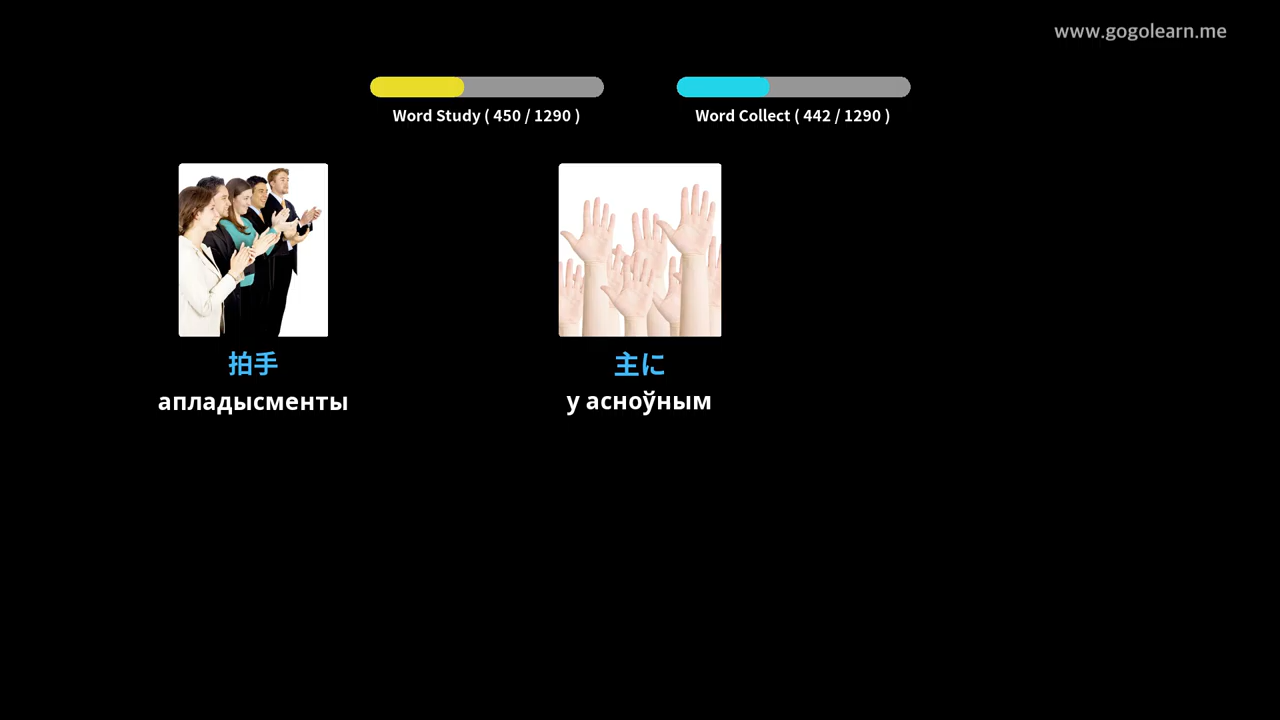 www.gogolearn.me
Word Study ( 450 / 1290 )
Word Collect ( 442 / 1290 )
拍手
апладысменты
主に
у асноўным